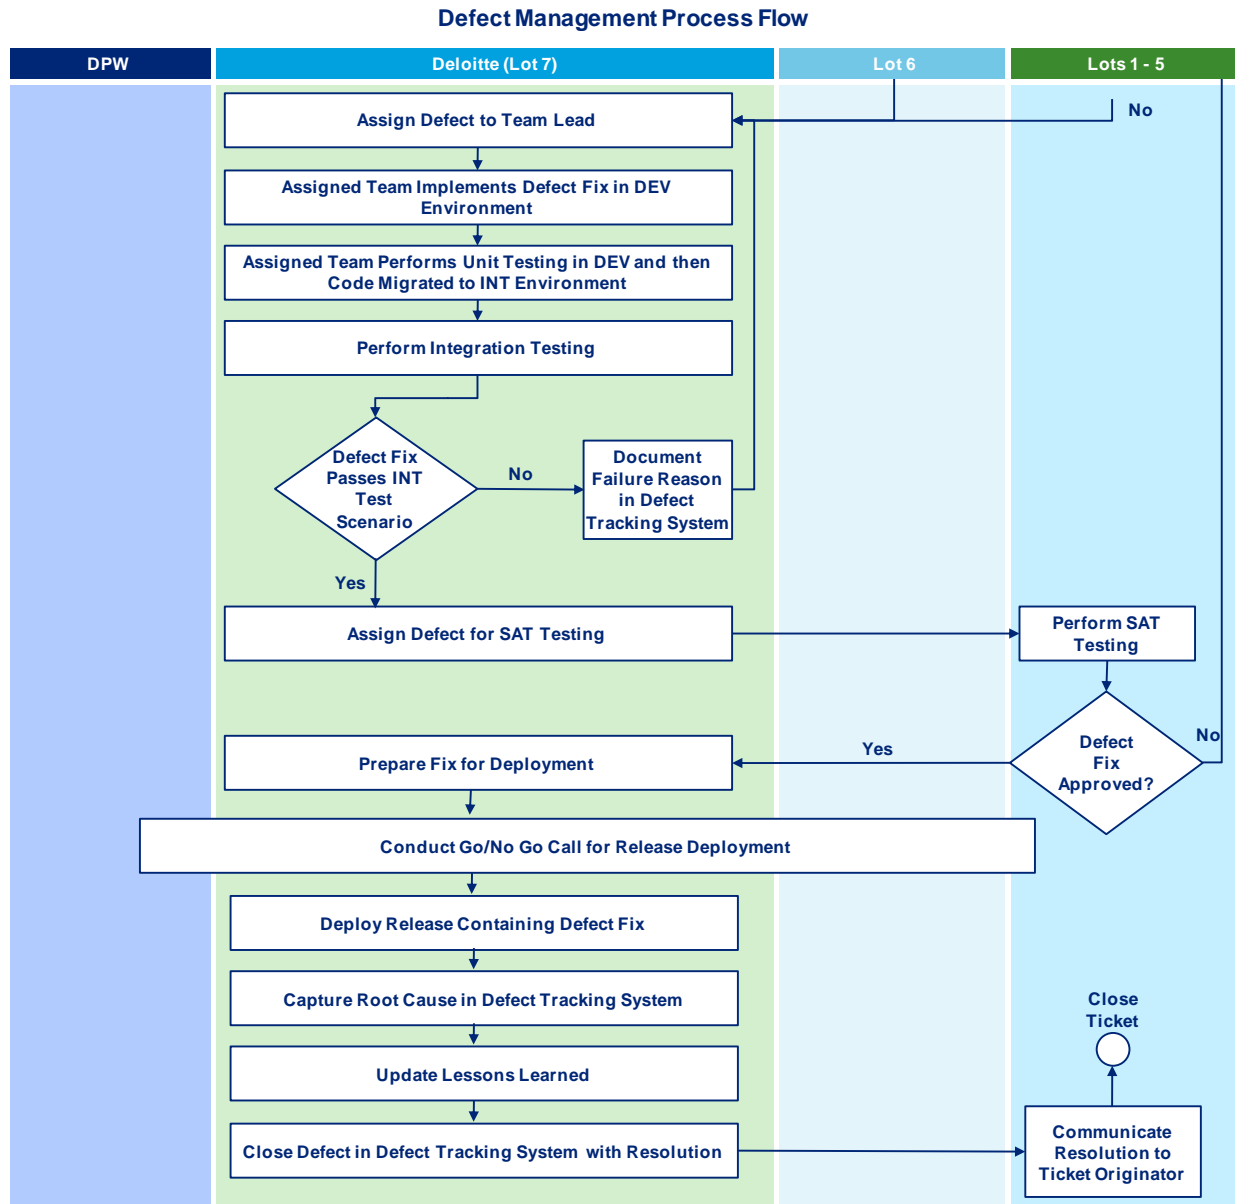 Defect Management Process Flow
DPW
Deloitte (Lot 7)
Lot 6
Lots 1 - 5
Assign Defect to Team Lead
No
Assigned Team Implements Defect Fix in DEV
Environment
Assigned Team Performs Unit Testing in DEV and then
Code Migrated to INT Environment
Perform Integration Testing
Defect Fix
Passes INT
Test
Scenario
No
Document
Failure Reason
in Defect
Tracking System
Yes
Assign Defect for SAT Testing
Perform SAT
Testing
Defect
Fix
Approved?
No
Yes
Prepare Fix for Deployment
Conduct Go/No Go Call for Release Deployment
Deploy Release Containing Defect Fix
Capture Root Cause in Defect Tracking System
Update Lessons Learned
Close Defect in Defect Tracking System with Resolution
Communicate
Resolution to
Ticket Originator
Close
Ticket